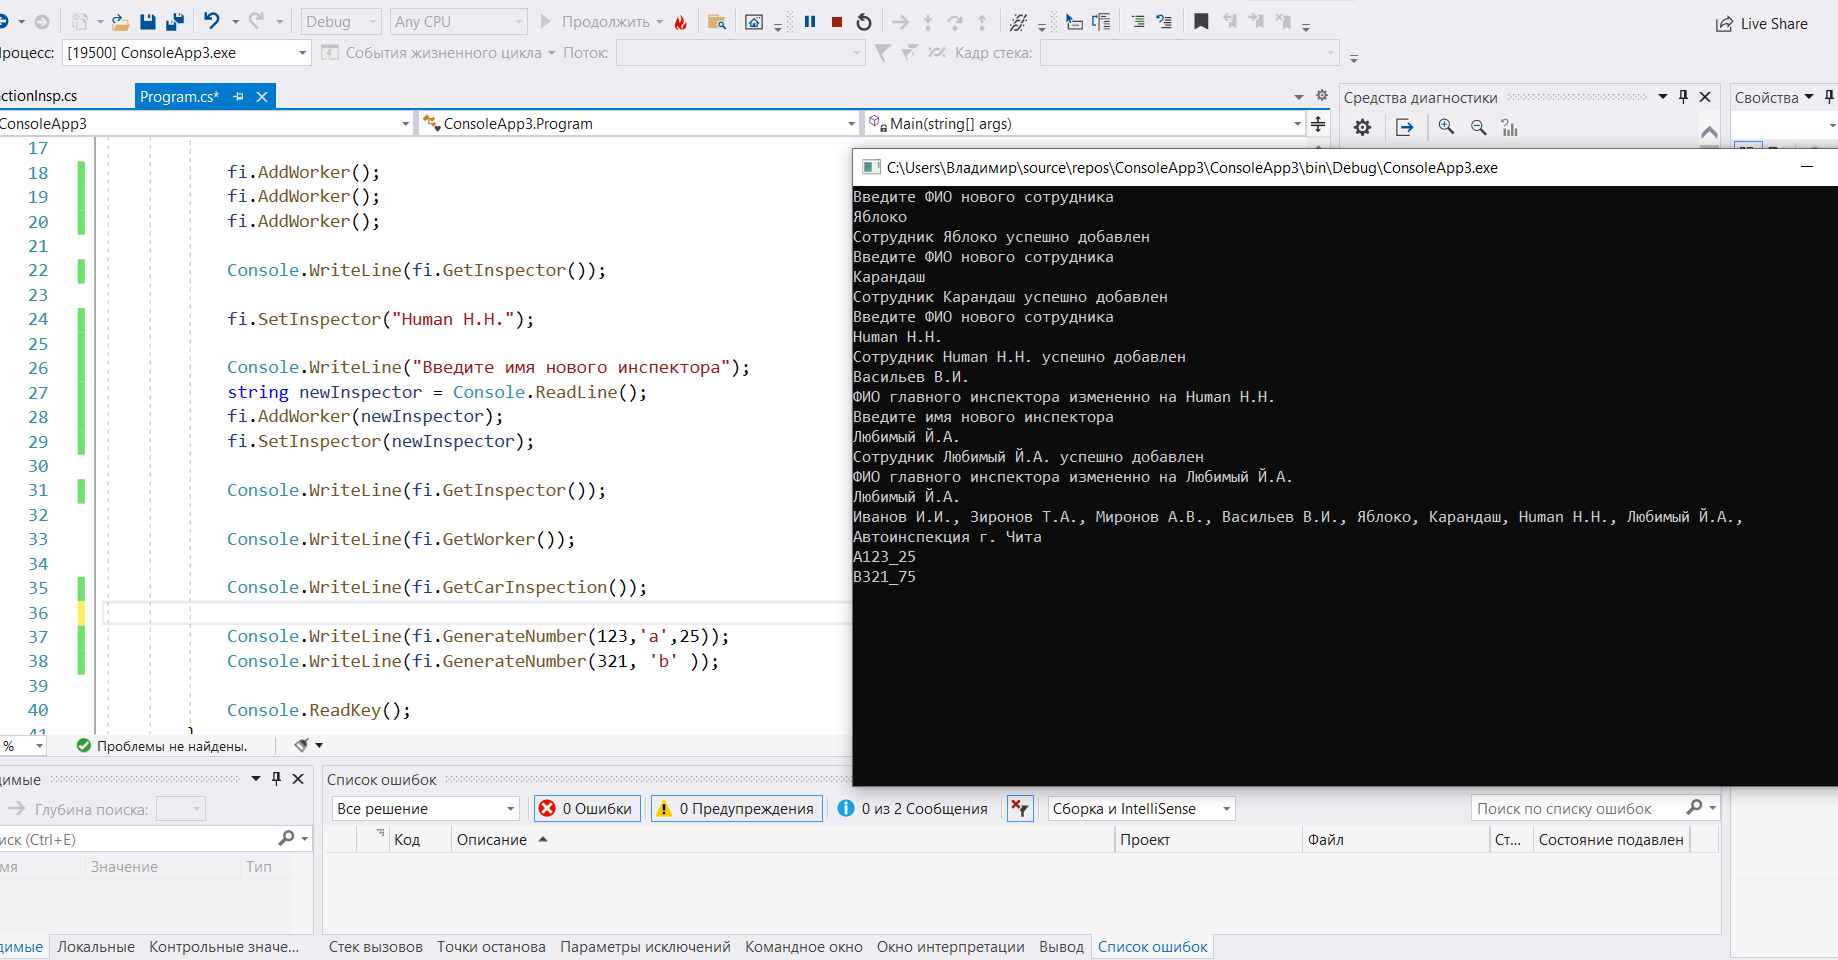 Debug
Any CPU
Продолжить
Live Share
[19500] ConsoleApp3.exe
События жизненного цикла
Поток:
Кадр стека:
Program.cs*
Средства диагностики
Свойства
ConsoleApp3
ConsoleApp3.Program
Main(string[] args)
17
18 fi.AddWorker();
19 fi.AddWorker();
20 fi.AddWorker();
21
22 Console.WriteLine(fi.GetInspector());
23
24 fi.SetInspector("Human H.H.");
25
26 Console.WriteLine("Введите имя нового инспектора");
27 string newInspector = Console.ReadLine();
28 fi.AddWorker(newInspector);
29 fi.SetInspector(newInspector);
30
31 Console.WriteLine(fi.GetInspector());
32
33 Console.WriteLine(fi.GetWorker());
34
35 Console.WriteLine(fi.GetCarInspection());
36
37 Console.WriteLine(fi.GenerateNumber(123,'a',25));
38 Console.WriteLine(fi.GenerateNumber(321, 'b' ));
39
40 Console.ReadKey();
C:\Users\Владимир\source\repos\ConsoleApp3\ConsoleApp3\bin\Debug\ConsoleApp3.exe
Введите ФИО нового сотрудника
Яблоко
Сотрудник Яблоко успешно добавлен
Введите ФИО нового сотрудника
Карандаш
Сотрудник Карандаш успешно добавлен
Введите ФИО нового сотрудника
Human H.H.
Сотрудник Human H.H. успешно добавлен
Васильев В.И.
ФИО главного инспектора измененно на Human H.H.
Введите имя нового инспектора
Любимый Й.А.
Сотрудник Любимый Й.А. успешно добавлен
ФИО главного инспектора измененно на Любимый Й.А.
Любимый Й.А.
Иванов И.И., Зиронов Т.А., Миронов А.В., Васильев В.И., Яблоко, Карандаш, Human H.H., Любимый Й.А.,
Автоинспекция г. Чита
A123_25
B321_75
%
Проблемы не найдены.
Глубина поиска:
(Ctrl+E)
Значение
Тип
Список ошибок
Все решение
0 Ошибки
0 Предупреждения
0 из 2 Сообщения
Сборка и IntelliSense
Поиск по списку ошибок
Код
Описание
Проект
Файл
Ст...
Состояние подавлен
Локальные
Контрольные значе...
Стек вызовов
Точки останова
Параметры исключений
Командное окно
Окно интерпретации
Вывод
Список ошибок